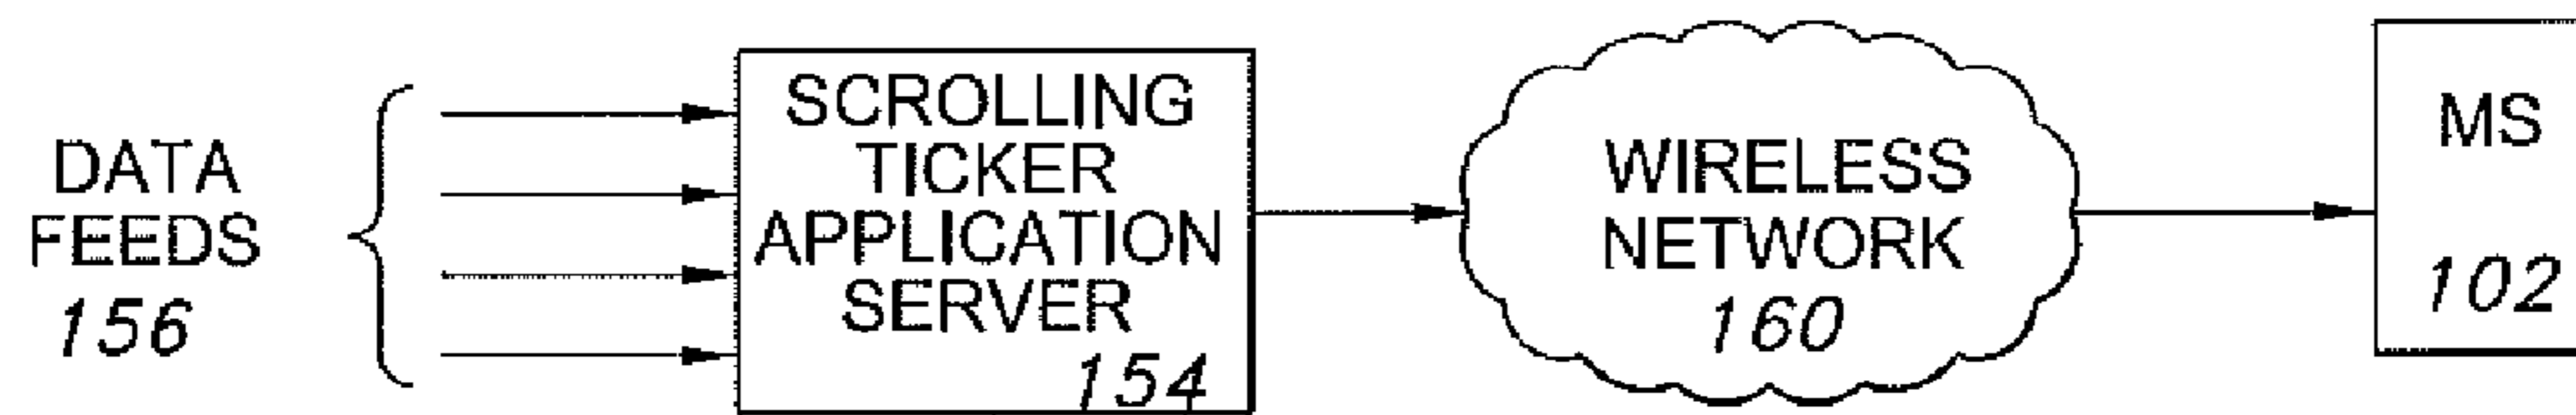 DATA
FEEDS
156
SCROLLING
TICKER
APPLICATION
SERVER
154
WIRELESS
NETWORK
160
MS
102